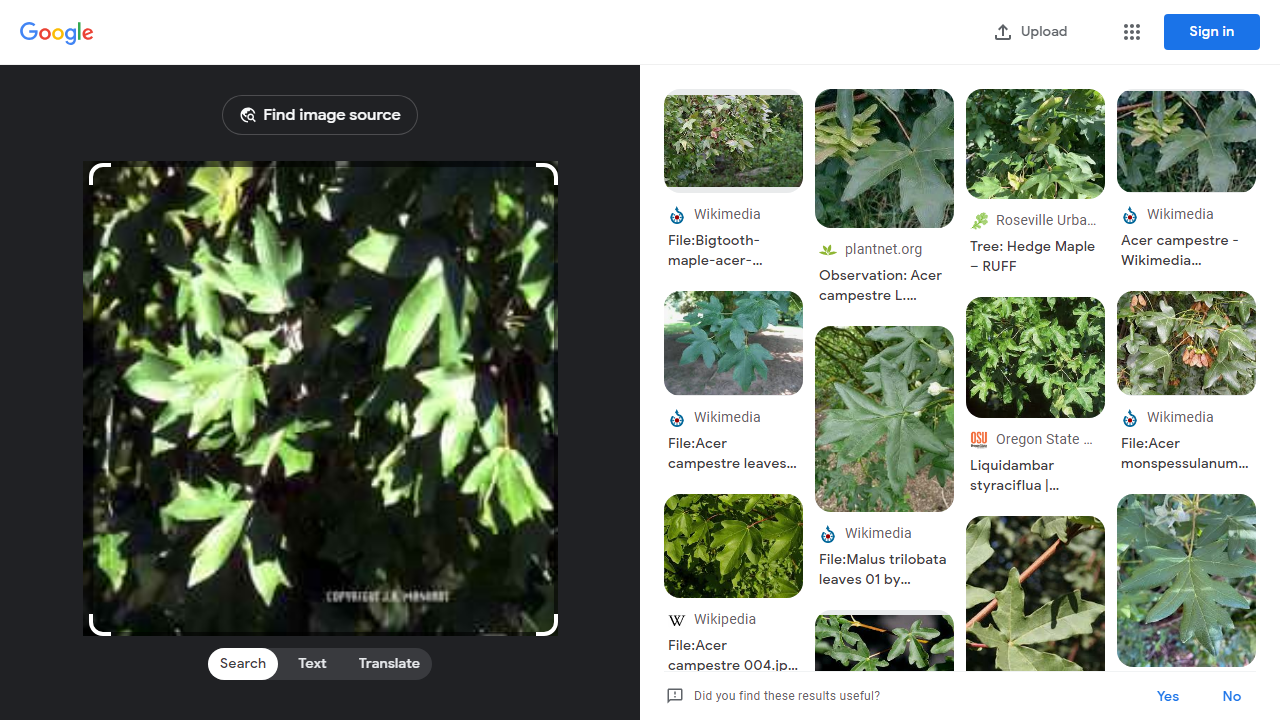 Google
Upload
Sign in
Find image source
COPYRIGHT J.R. MANHART
Search
Text
Translate
Wikimedia
File:Bigtooth-
maple-acer-...
plantnet.org
Observation: Acer
campestre L....
Roseville Urba...
Tree: Hedge Maple
– RUFF
Wikimedia
Acer campestre -
Wikimedia...
Wikimedia
File:Acer
campestre leaves...
Wikimedia
File:Malus trilobata
leaves 01 by...
OSU
Oregon State ...
Liquidambar
styraciflua |...
Wikimedia
File:Acer
monspessulanum...
W
Wikipedia
File:Acer
campestre 004.jp...
Did you find these results useful?
Yes
No